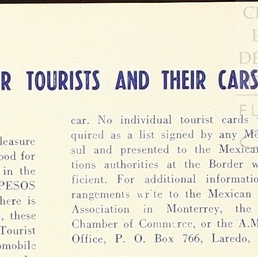 R TOURISTS AND THEIR CARS
leasure
ood for
in the
PESOS
here is
, these
Tourist
omobile
car. No individual tourist cards
quired as a list signed by any Me
sul and presented to the Mexican
tions authorities at the Border w
ficient. For additional information
rangements write to the Mexican
Association in Monterrey, the
Chamber of Commerce, or the A.M
Office, P. O. Box 766, Laredo,